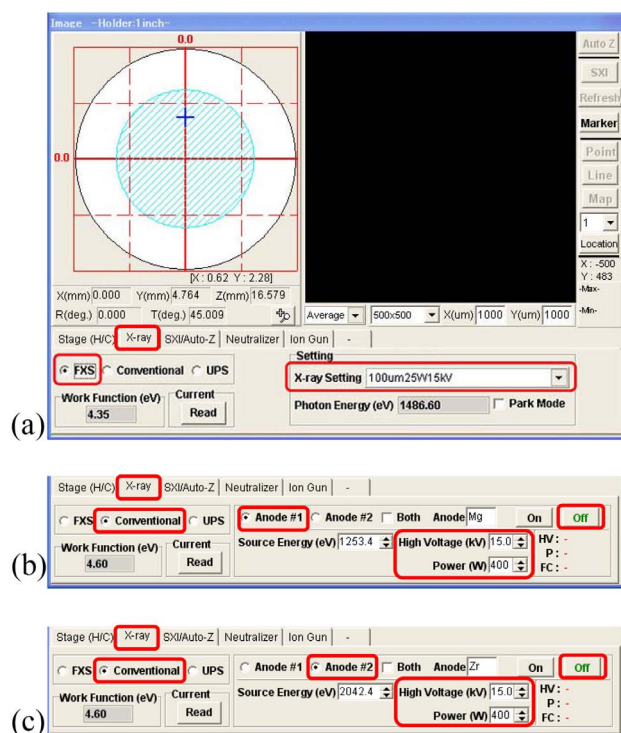 Image -Holder:1inch-
0.0
0.0
[X : 0.62 Y : 2.28]
X(mm) 0.000 Y(mm) 4.764 Z(mm) 16.579
R(deg.) 0.000 T(deg.) 45.009
Average 500x500 X(um) 1000 Y(um) 1000
Auto Z
SXI
Refresh
Marker
Point
Line
Map
1
Location
X : -500
Y : 483
-Max-
-Min-
Stage (H/C) X-ray SXI/Auto-Z Neutralizer Ion Gun -
FXS Conventional UPS
Work Function (eV) Current
4.35 Read
Setting
X-ray Setting 100um25W15kV
Photon Energy (eV) 1486.60 Park Mode
(a)
Stage (H/C) X-ray SXI/Auto-Z Neutralizer Ion Gun -
FXS Conventional UPS Anode #1 Anode #2 Both Anode Mg On Off
Work Function (eV) Current Source Energy (eV) 1253.4 High Voltage (kV) 15.0 HV : -
4.60 Read Power (W) 400 P : -
FC : -
(b)
Stage (H/C) X-ray SXI/Auto-Z Neutralizer Ion Gun -
FXS Conventional UPS Anode #1 Anode #2 Both Anode Zr On Off
Work Function (eV) Current Source Energy (eV) 2042.4 High Voltage (kV) 15.0 HV : -
4.60 Read Power (W) 400 P : -
FC : -
(c)